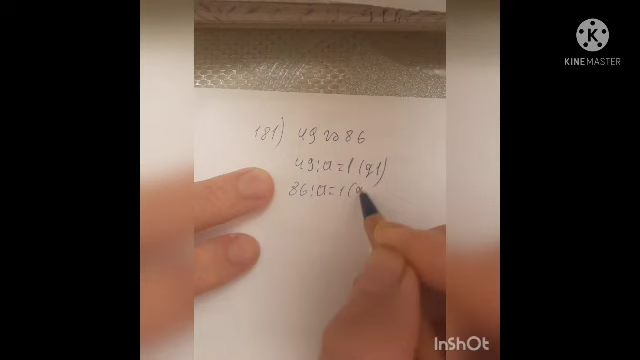 KINEMASTER
181) 49 və 86
49:a=1(q1)
86:a=1(q
InShOt